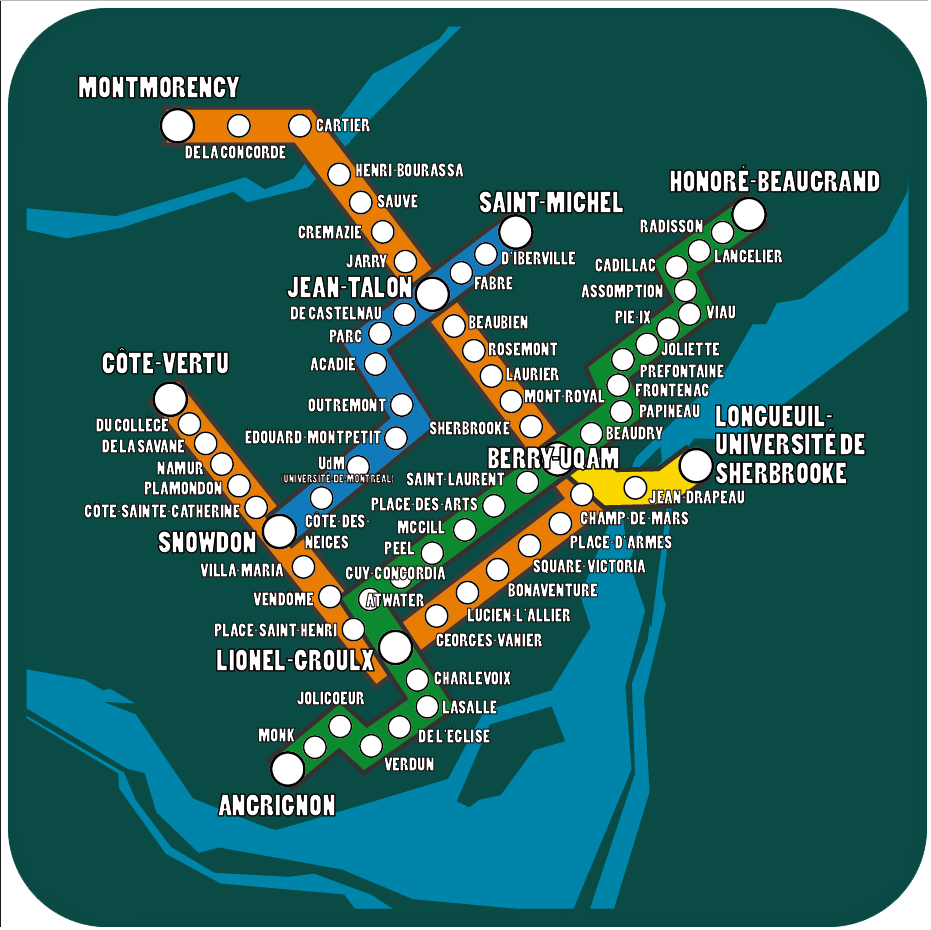 MONTMORENCY
CARTIER
DE LA CONCORDE
HENRI-BOURASSA
HONORÉ-BEAUGRAND
SAUVE
SAINT-MICHEL
RADISSON
CRÉMAZIE
D'IBERVILLE
LANCELIER
JARRY
CADILLAC
FABRE
JEAN-TALON
ASSOMPTION
DE CASTELNAU
VIAU
PIE-IX
BEAUBIEN
PARC
ROSEMONT
JOLIETTE
CÔTE-VERTU
ACADIE
PRÉFONTAINE
LAURIER
FRONTENAC
MONT-ROYAL
OUTREMONT
PAPINEAU
LONGUEUIL-
UNIVERSITÉ DE
SHERBROOKE
DU COLLEGE
SHERBROOKE
BEAUDRY
EDOUARD-MONTPETIT
DE LA SAVANE
BERRY-UQAM
UdM
(UNIVERSITÉ DE MONTREAL)
NAMUR
SAINT-LAURENT
PLAMONDON
JEAN-DRAPEAU
PLACE-DES-ARTS
CÔTE-SAINTE-CATHERINE
CHAMP-DE-MARS
CÔTE-DES-
NEICES
MCGILL
SNOWDON
PLACE-D'ARMES
PEEL
VILLA-MARIA
SQUARE-VICTORIA
GUY-CONCORDIA
BONAVENTURE
VENDÔME
ATWATER
LUCIEN-L'ALLIER
PLACE-SAINT-HENRI
GEORGES-VANIER
LIONEL-GROULX
CHARLEVOIX
JOLICOEUR
LASALLE
MONK
DE L'ÉGLISE
VERDUN
ANGRIGNON